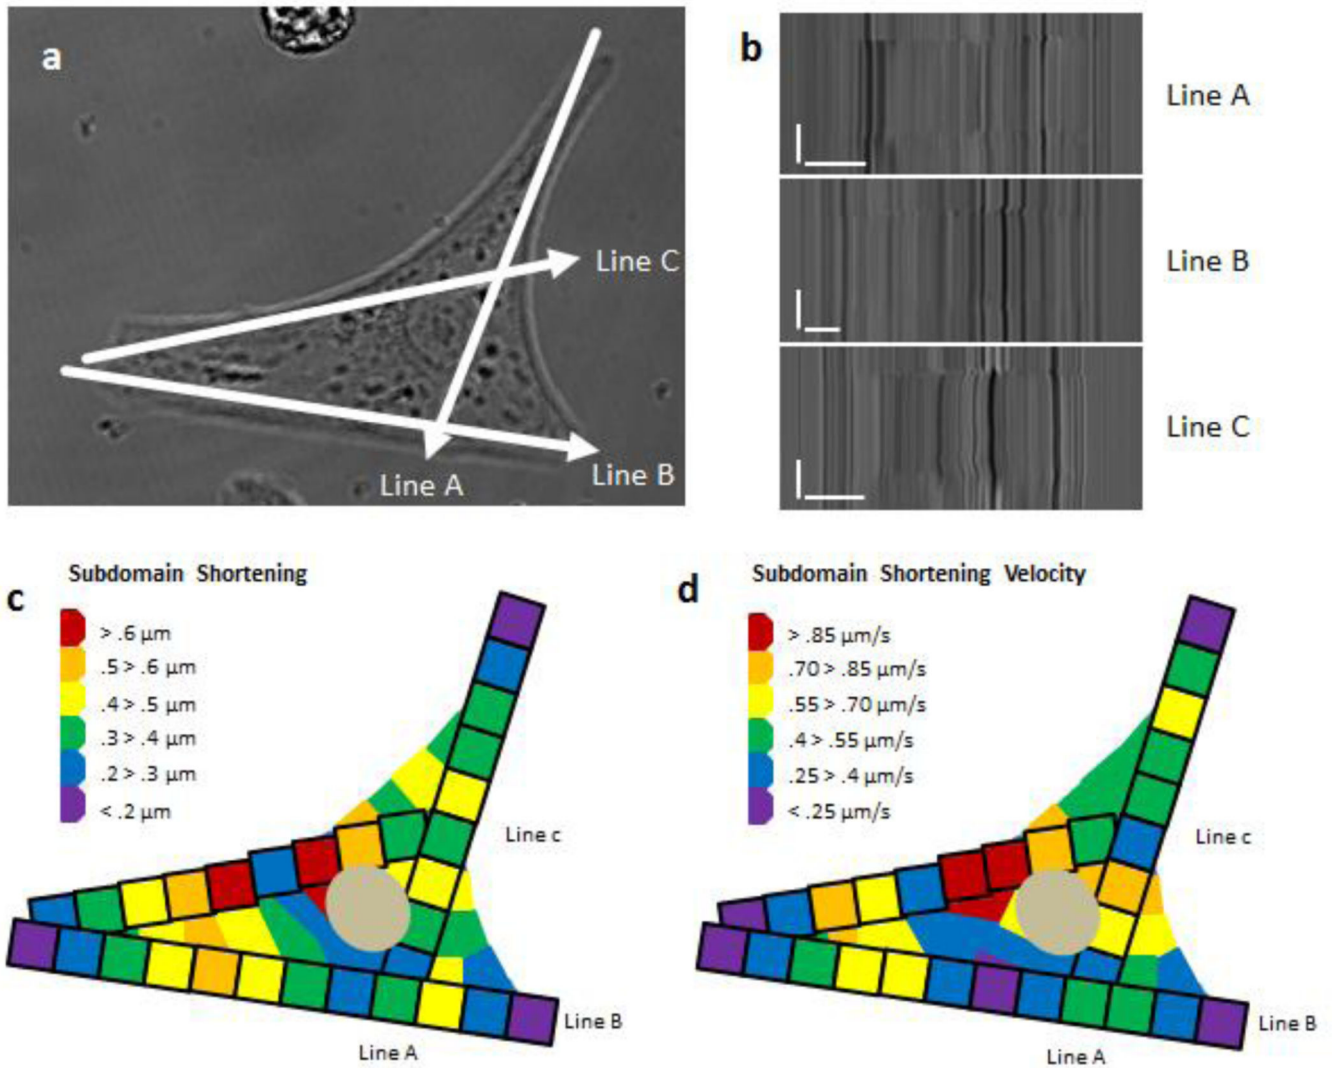 a
Line C
Line A
Line B
b
Line A
Line B
Line C
c
Subdomain Shortening
> .6 µm
.5 > .6 µm
.4 > .5 µm
.3 > .4 µm
.2 > .3 µm
< .2 µm
Line c
Line B
Line A
d
Subdomain Shortening Velocity
> .85 µm/s
.70 > .85 µm/s
.55 > .70 µm/s
.4 > .55 µm/s
.25 > .4 µm/s
< .25 µm/s
Line c
Line B
Line A